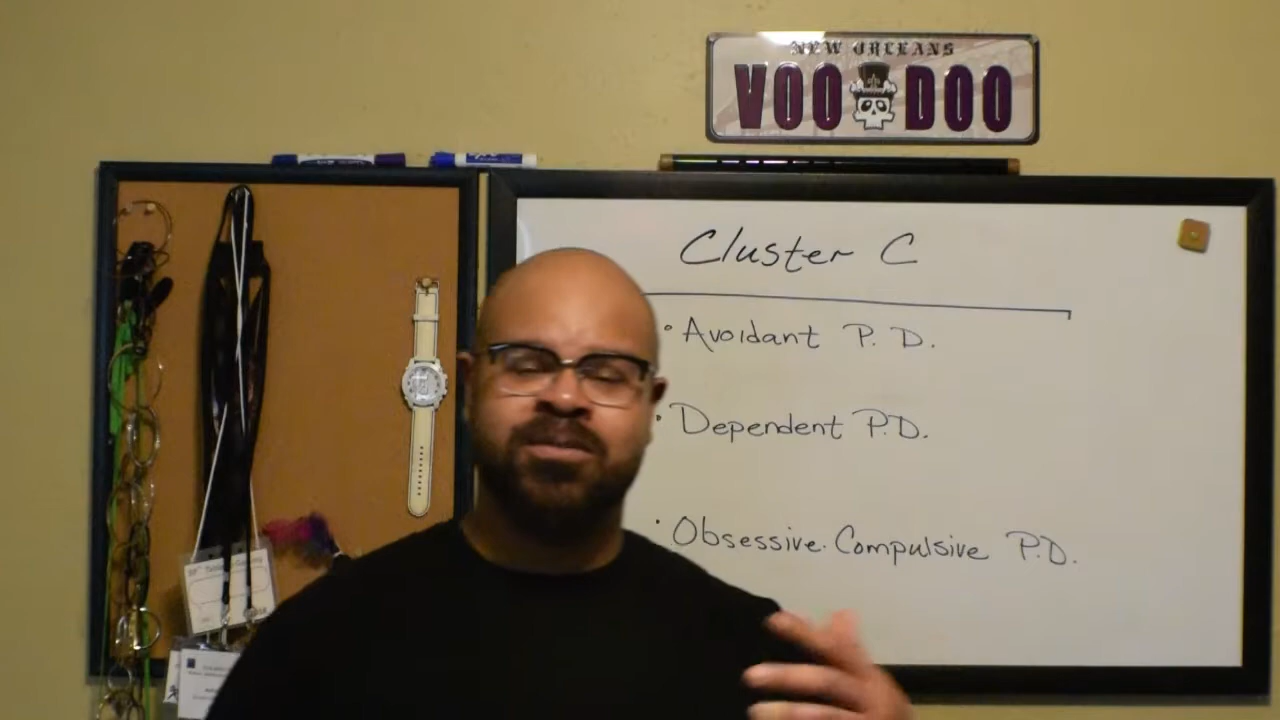 NEW ORLEANS
VOO DOO
Cluster C
• Avoidant P. D.
• Dependent P.D.
• Obsessive-Compulsive P.D.